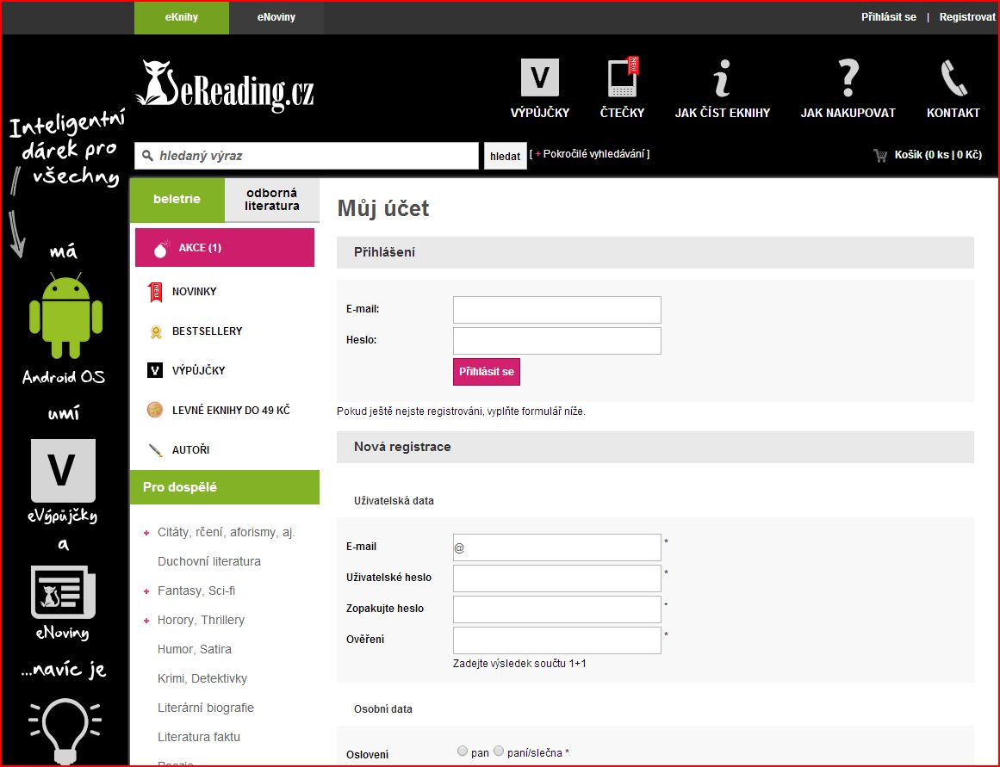 eKnihy
eNoviny
Přihlásit se | Registrovat
eReading.cz
V
VÝPŮJČKY
NEW
ČTEČKY
JAK ČÍST EKNIHY
?
JAK NAKUPOVAT
KONTAKT
hledaný výraz
hledat
[ + Pokročilé vyhledávání ]
Košík (0 ks | 0 Kč)
Inteligentní
dárek pro
všechny
má
Android OS
umí
V
eVýpůjčky
a
eNoviny
...navíc je
beletrie
odborná
literatura
AKCE (1)
NEW
NOVINKY
BESTSELLERY
V
VÝPŮJČKY
LEVNÉ EKNIHY DO 49 KČ
AUTOŘI
Pro dospělé
+ Citáty, rčení, aforismy, aj.
Duchovní literatura
+ Fantasy, Sci-fi
+ Horory, Thrillery
Humor, Satira
Krimi, Detektivky
Literární biografie
Literatura faktu
Poezie
Můj účet
Přihlášení
E-mail:
Heslo:
Přihlásit se
Pokud ještě nejste registrováni, vyplňte formulář níže.
Nová registrace
Uživatelská data
E-mail @ *
Uživatelské heslo *
Zopakujte heslo *
Ověření *
Zadejte výsledek součtu 1+1
Osobní data
Oslovení pan paní/slečna *